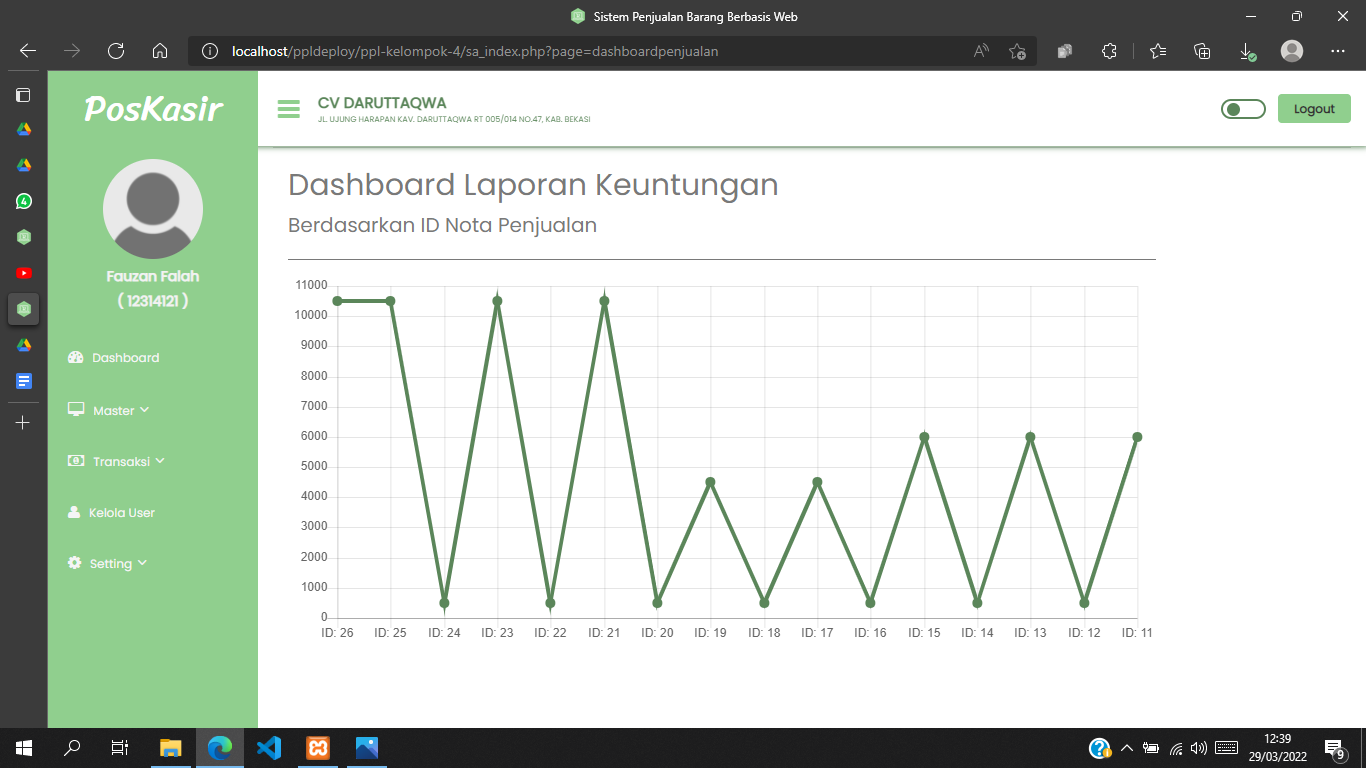 Sistem Penjualan Barang Berbasis Web
localhost/ppldeploy/ppl-kelompok-4/sa_index.php?page=dashboardpenjualan
PosKasir
CV DARUTTAQWA
JL. UJUNG HARAPAN KAV. DARUTTAQWA RT 005/014 NO.47, KAB. BEKASI
Logout
Fauzan Falah
( 12314121 )
Dashboard
Master
Transaksi
Kelola User
Setting
Dashboard Laporan Keuntungan
Berdasarkan ID Nota Penjualan
11000
10000
9000
8000
7000
6000
5000
4000
3000
2000
1000
0
ID: 26 ID: 25 ID: 24 ID: 23 ID: 22 ID: 21 ID: 20 ID: 19 ID: 18 ID: 17 ID: 16 ID: 15 ID: 14 ID: 13 ID: 12 ID: 11
4
12:39
29/03/2022
9